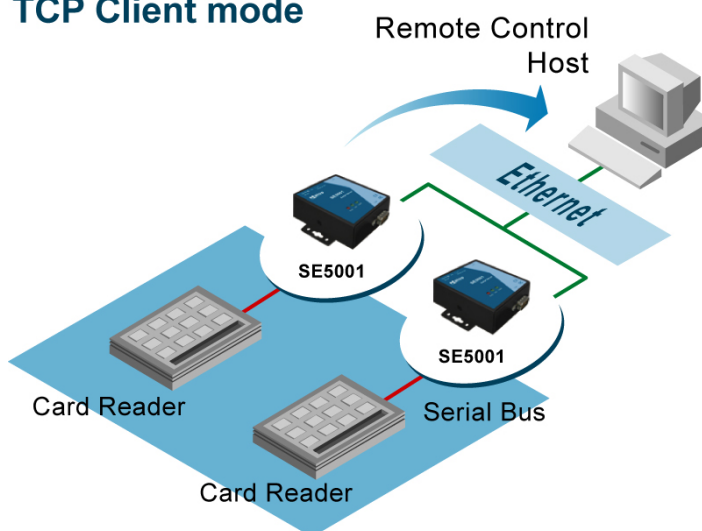 TCP Client mode
Remote Control
Host
Ethernet
SE5001
SE5001
Card Reader
Serial Bus
Card Reader